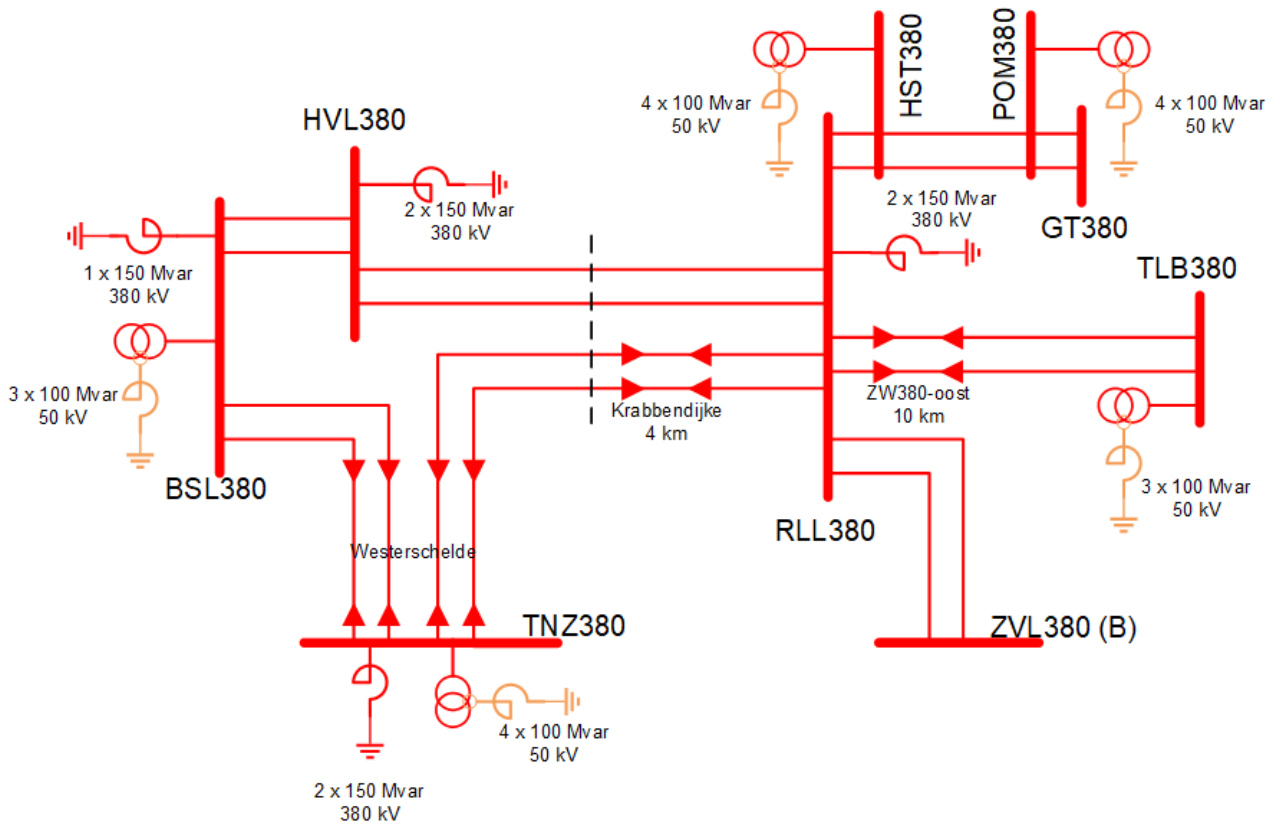 HST380
POM380
4 x 100 Mvar
50 kV
4 x 100 Mvar
50 kV
HVL380
2 x 150 Mvar
380 kV
2 x 150 Mvar
380 kV
GT380
1 x 150 Mvar
380 kV
TLB380
3 x 100 Mvar
50 kV
Krabbendijke
4 km
ZW380-oost
10 km
BSL380
3 x 100 Mvar
50 kV
RLL380
Westerschelde
TNZ380
ZVL380 (B)
4 x 100 Mvar
50 kV
2 x 150 Mvar
380 kV